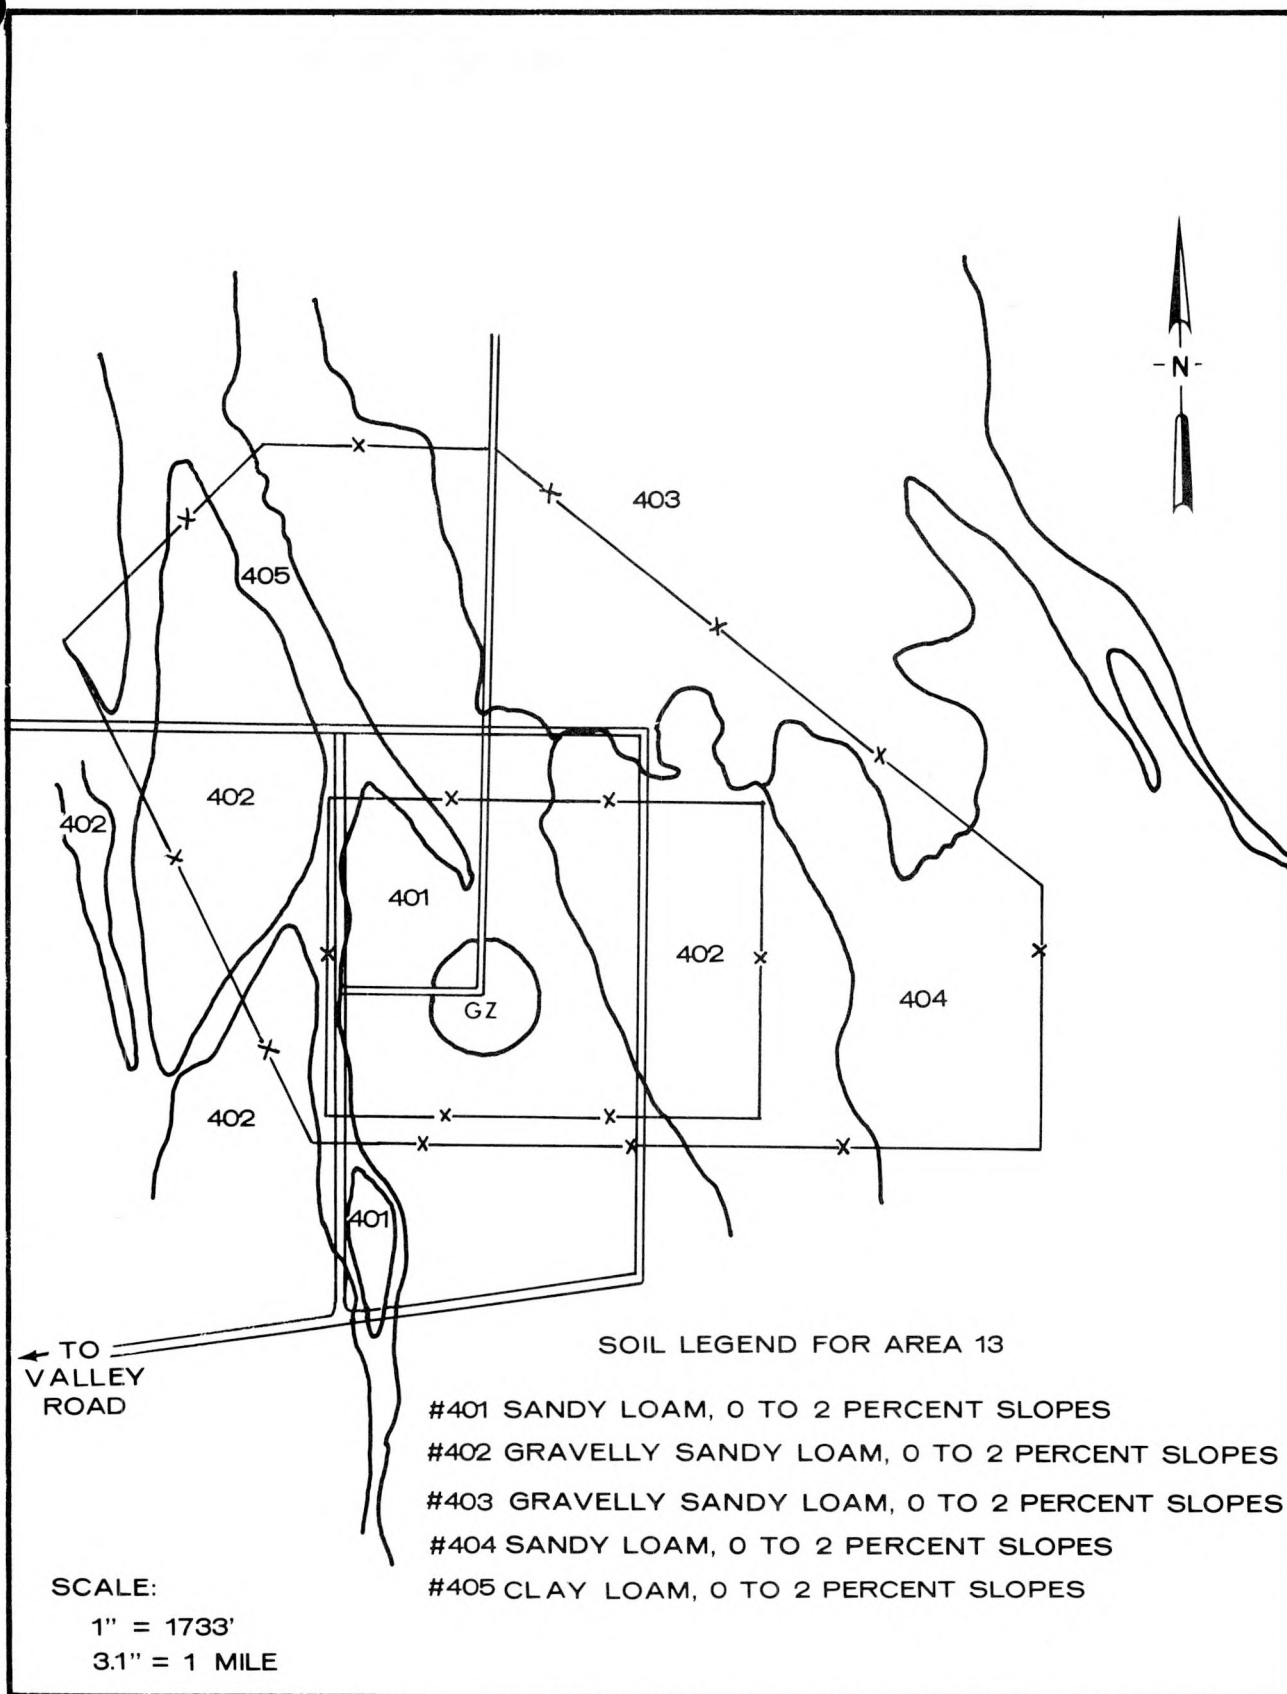 -N-
403
405
402
402
401
402
404
GZ
402
401
← TO
VALLEY
ROAD
SOIL LEGEND FOR AREA 13
#401 SANDY LOAM, 0 TO 2 PERCENT SLOPES
#402 GRAVELLY SANDY LOAM, 0 TO 2 PERCENT SLOPES
#403 GRAVELLY SANDY LOAM, 0 TO 2 PERCENT SLOPES
#404 SANDY LOAM, 0 TO 2 PERCENT SLOPES
#405 CLAY LOAM, 0 TO 2 PERCENT SLOPES
SCALE:
1" = 1733'
3.1" = 1 MILE